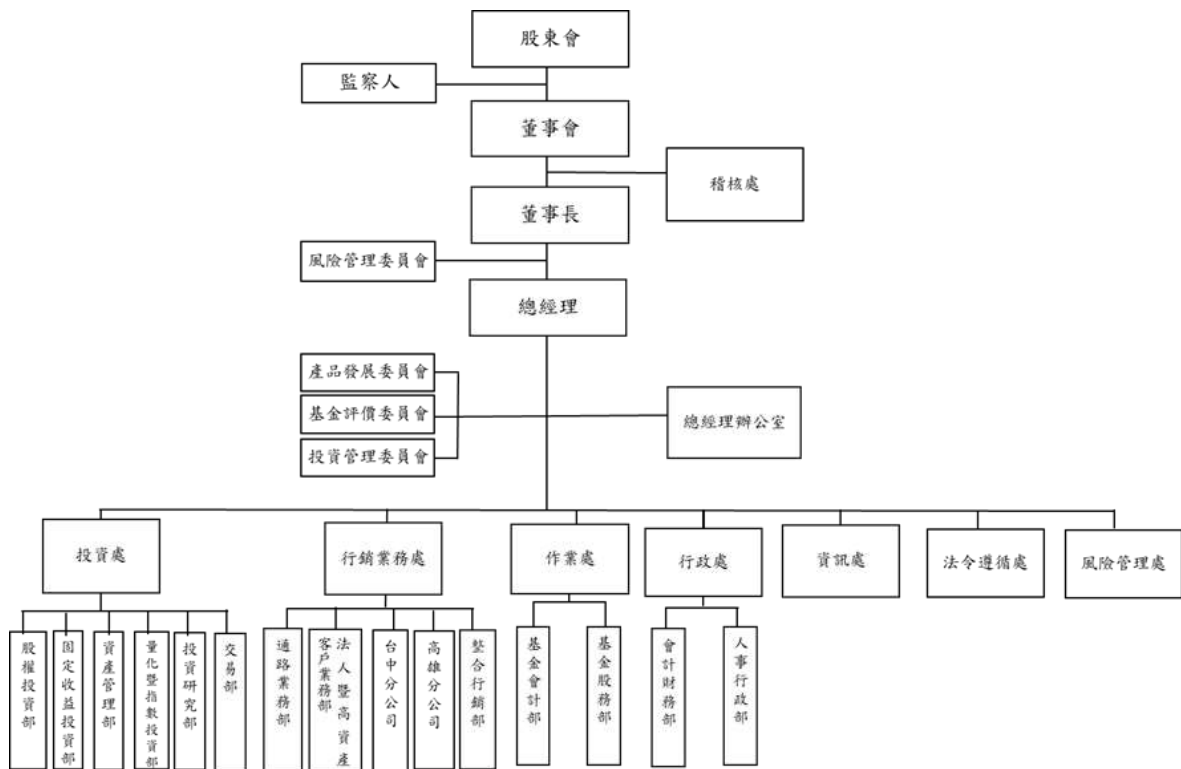 股東會
監察人
董事會
稽核處
董事長
風險管理委員會
總經理
產品發展委員會
基金評價委員會
總經理辦公室
投資管理委員會
投資處
行銷業務處
作業處
行政處
資訊處
法令遵循處
風險管理處
股權投資部
固定收益投資部
資產管理部
量化暨指數投資部
投資研究部
交易部
通路業務部
法人暨高資產
客戶業務部
台中分公司
高雄分公司
整合行銷部
基金會計部
基金股務部
會計財務部
人事行政部